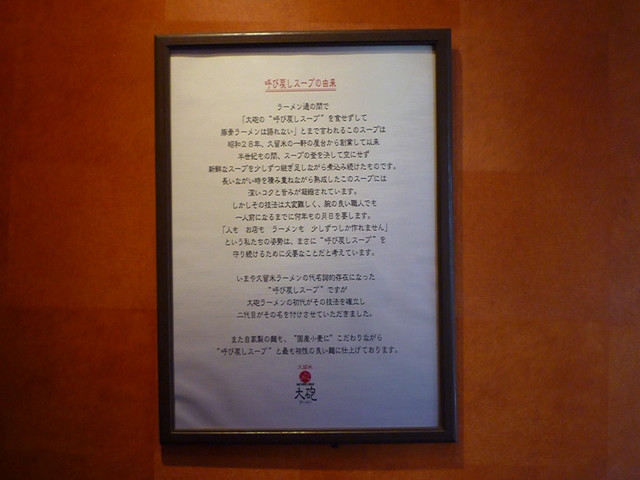 呼び戻しスープの由来
ラーメン通の間で
「大砲の“呼び戻しスープ”を食せずして
豚骨ラーメンは語れない」とまで言われるこのスープは
昭和28年、久留米の一軒の屋台から創業して以来
半世紀もの間、スープの釜を決して空にせず
新鮮なスープを少しずつ継ぎ足しながら煮込み続けたものです。
長いながい時を積み重ねながら熟成したこのスープには
深いコクと旨みが凝縮されています。
しかしその技法は大変難しく、腕の良い職人でも
一人前になるまでに何年もの月日を要します。
「人も お店も ラーメンも 少しずつしか作れません」
という私たちの姿勢は、まさに“呼び戻しスープ”を
守り続けるために必要なことだと考えています。
いまや久留米ラーメンの代名詞的存在になった
“呼び戻しスープ”ですが
大砲ラーメンの初代がその技法を確立し
二代目がその名を付けさせていただきました。
また自家製の麺も、“国産小麦に”こだわりながら
“呼び戻しスープ”と最も相性の良い麺に仕上げております。
久留米
大砲